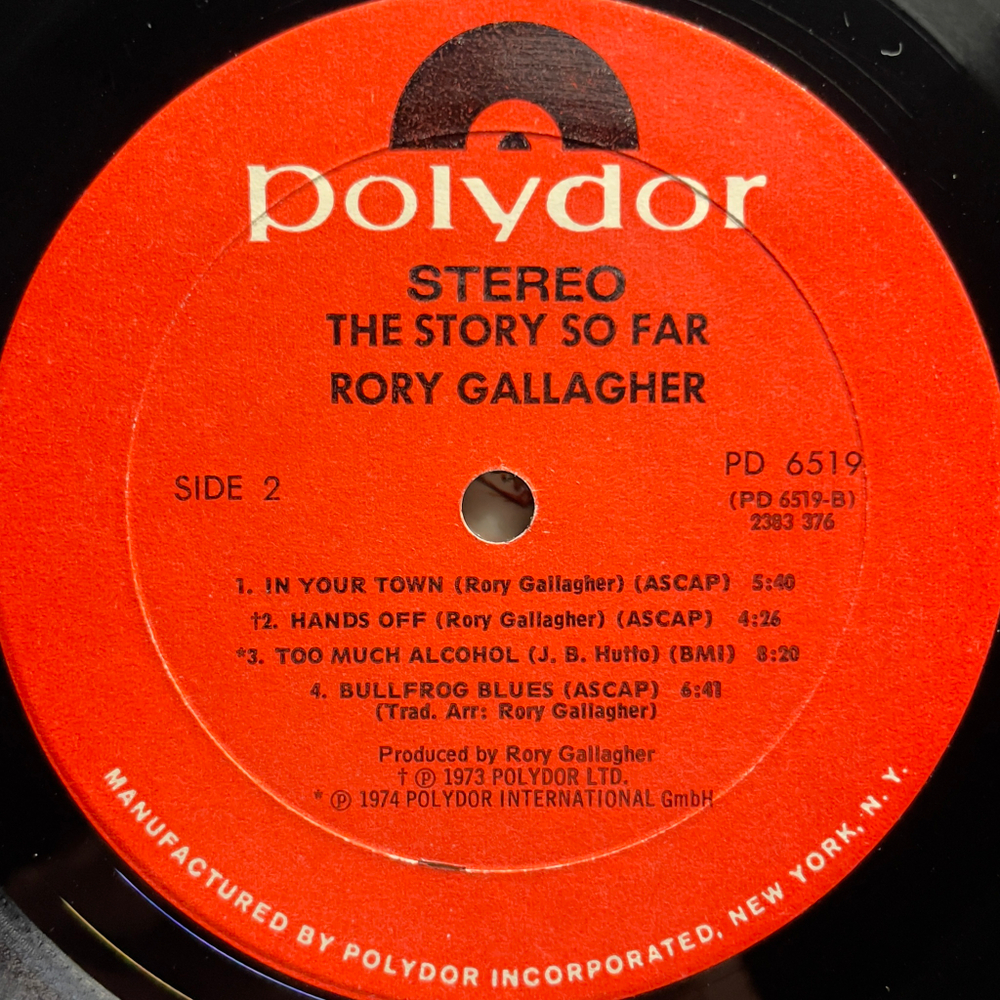 polydor
STEREO
THE STORY SO FAR
RORY GALLAGHER
SIDE 2
PD 6519
(PD 6519-B)
2383 376
1. IN YOUR TOWN (Rory Gallagher) (ASCAP) 5:40
†2. HANDS OFF (Rory Gallagher) (ASCAP) 4:26
*3. TOO MUCH ALCOHOL (J. B. Hutto) (BMI) 8:20
4. BULLFROG BLUES (ASCAP) 6:41
(Trad. Arr: Rory Gallagher)
Produced by Rory Gallagher
† ℗ 1973 POLYDOR LTD.
* ℗ 1974 POLYDOR INTERNATIONAL GmbH
MANUFACTURED BY POLYDOR INCORPORATED, NEW YORK, N. Y.